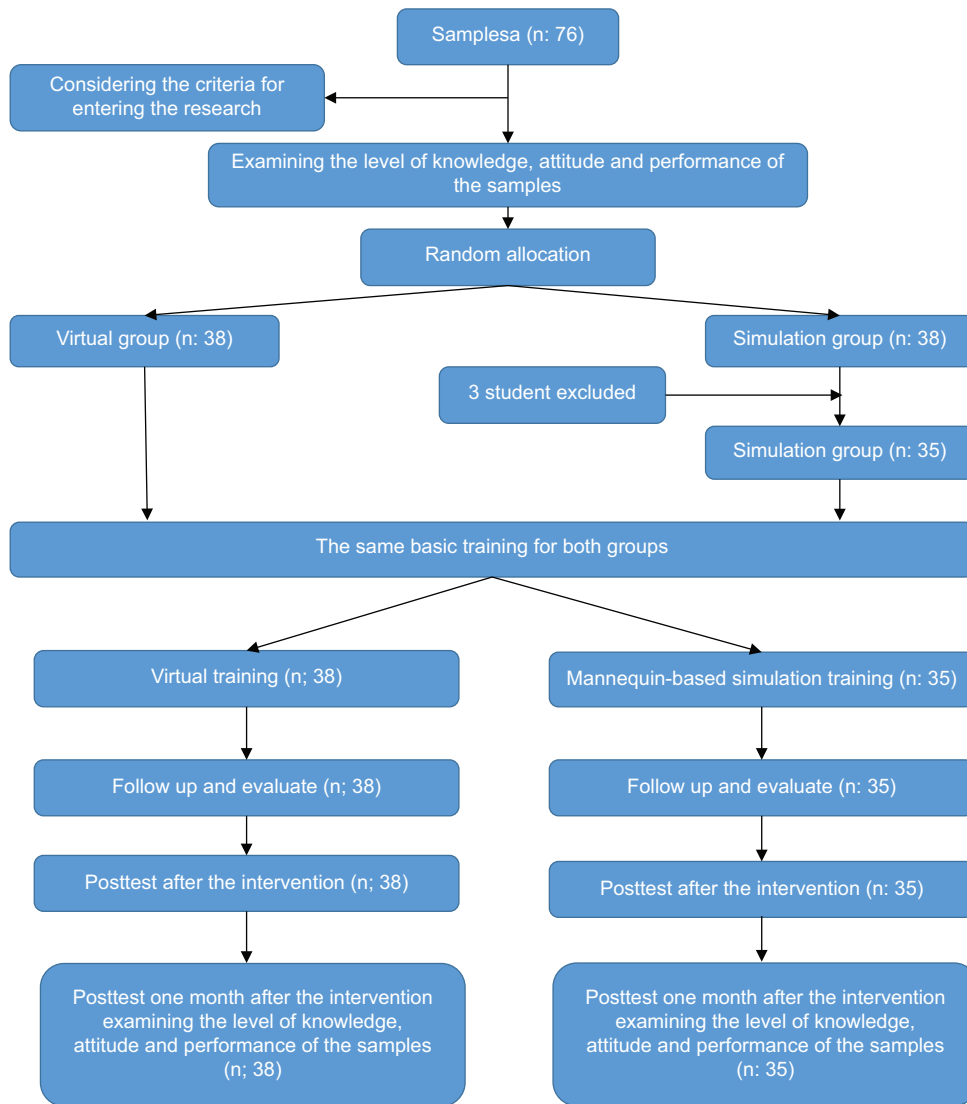 Samplesa (n: 76)
Considering the criteria for
entering the research
Examining the level of knowledge, attitude and performance of
the samples
Random allocation
Virtual group (n: 38)
Simulation group (n: 38)
3 student excluded
Simulation group (n: 35)
The same basic training for both groups
Virtual training (n; 38)
Mannequin-based simulation training (n: 35)
Follow up and evaluate (n; 38)
Follow up and evaluate (n: 35)
Posttest after the intervention (n; 38)
Posttest after the intervention (n: 35)
Posttest one month after the intervention
examining the level of knowledge,
attitude and performance of the samples
(n; 38)
Posttest one month after the intervention
examining the level of knowledge,
attitude and performance of the samples
(n: 35)